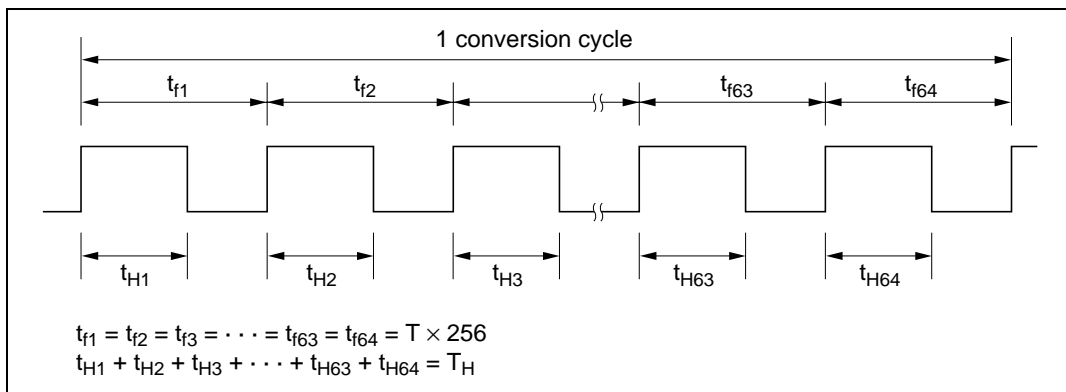 1 conversion cycle
tf1 tf2 tf63 tf64
tH1 tH2 tH3 tH63 tH64
tf1 = tf2 = tf3 = · · · = tf63 = tf64 = T × 256
tH1 + tH2 + tH3 + · · · + tH63 + tH64 = TH